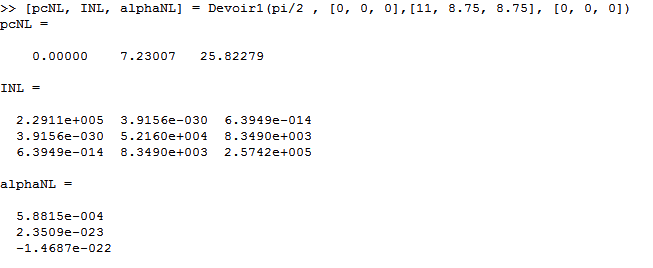 >> [pcNL, INL, alphaNL] = Devoir1(pi/2 , [0, 0, 0],[11, 8.75, 8.75], [0, 0, 0])
pcNL =
0.00000 7.23007 25.82279
INL =
2.2911e+005 3.9156e-030 6.3949e-014
3.9156e-030 5.2160e+004 8.3490e+003
6.3949e-014 8.3490e+003 2.5742e+005
alphaNL =
5.8815e-004
2.3509e-023
-1.4687e-022